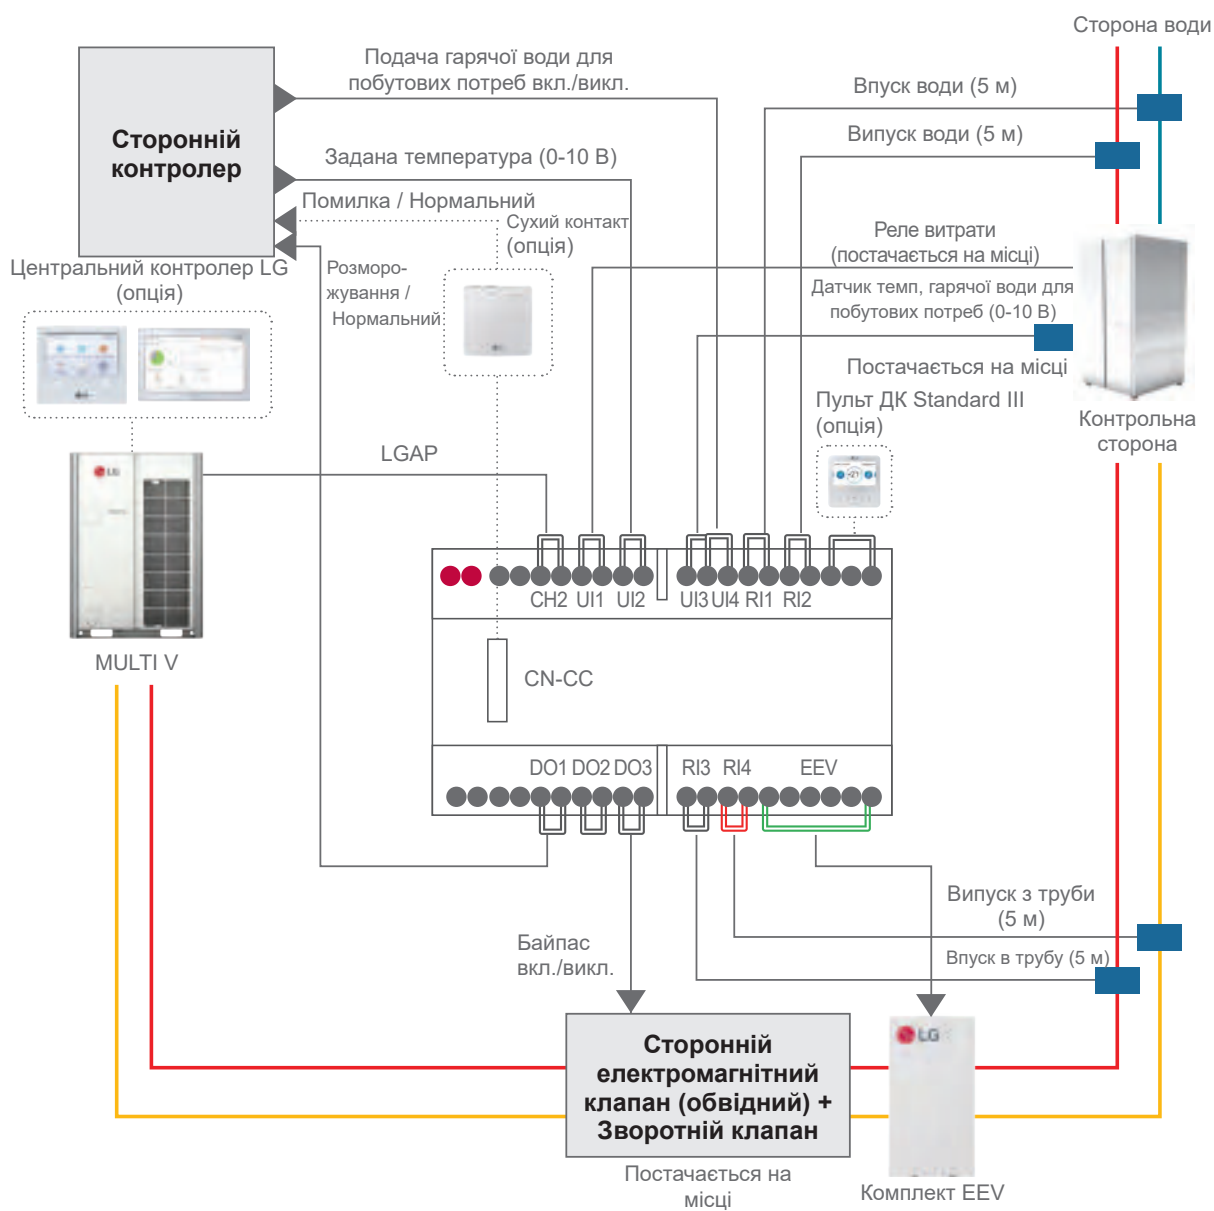 Сторона води
Подача гарячої води для
побутових потреб вкл./викл.
Впуск води (5 м)
Сторонній
контролер
Випуск води (5 м)
Задана температура (0-10 В)
Помилка / Нормальний
Сухий контакт
(опція)
Реле витрати
(постачається на місці)
Центральний контролер LG
(опція)
Розморо-
жування /
Нормальний
Датчик темп, гарячої води для
побутових потреб (0-10 В)
Постачається на місці
Пульт ДК Standard III
(опція)
Контрольна
сторона
LGAP
LG
CH2 UI1 UI2 UI3 UI4 RI1 RI2
MULTI V
CN-CC
DO1 DO2 DO3 RI3 RI4 EEV
Випуск з труби
(5 м)
Байпас
вкл./викл.
Впуск в трубу (5 м)
LG
Сторонній
електромагнітний
клапан (обвідний) +
Зворотній клапан
Постачається на
місці
Комплект EEV